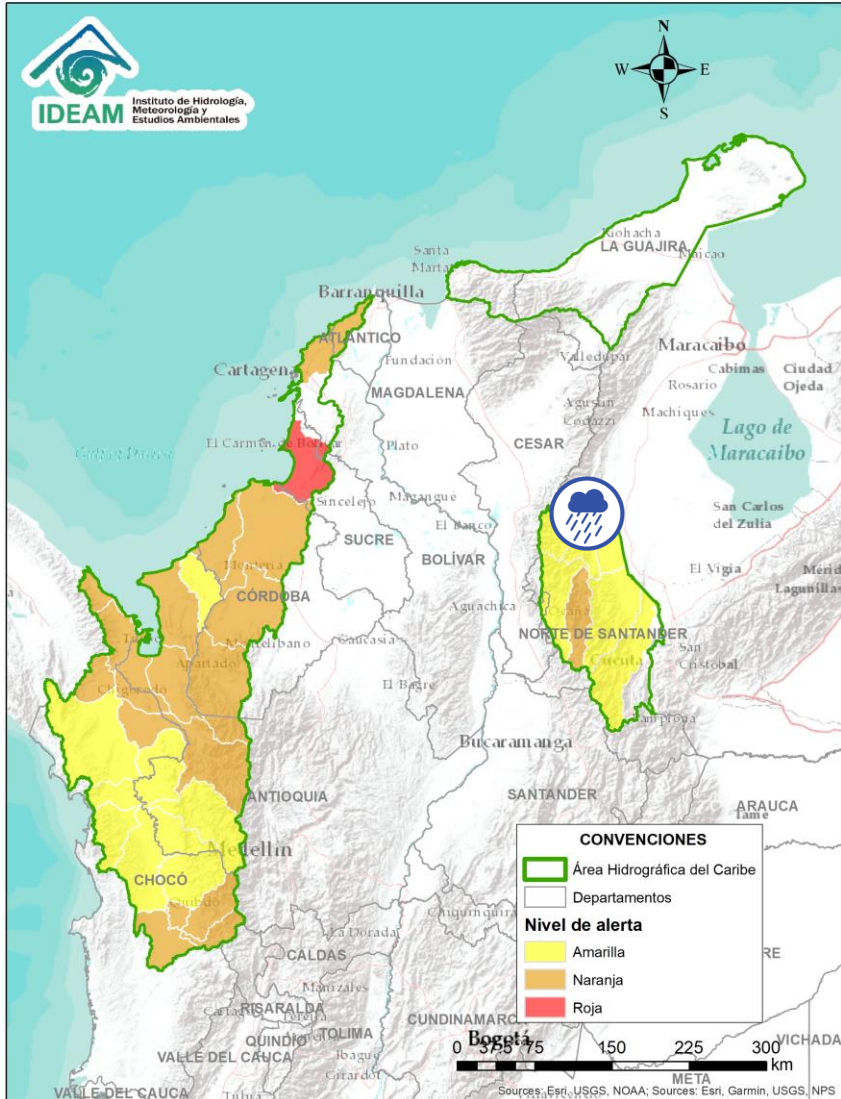 IDEAM
Instituto de Hidrología,
Meteorología y
Estudios Ambientales
N
W
E
S
Riohacha
LA GUAJIRA
Maicao
Santa
Marta
Barranquilla
ATLÁNTICO
Cartagena
Fundación
Valledupar
Maracaibo
Cabimas
Ciudad
Ojeda
Rosario
MAGDALENA
Agustín
Codazzi
Machiques
El Carmen de Bolívar
Plato
CESAR
Lago de
Maracaibo
Sincelejo
Magangué
San Carlos
del Zulia
El Banco
SUCRE
BOLÍVAR
Montería
El Vigía
Lagunillas
CÓRDOBA
Aguachica
Ocaña
NORTE DE SANTANDER
Montelíbano
Caucasia
San
Cristóbal
Apartadó
Cúcuta
El Bagre
Chigorodó
Pamplona
Bucaramanga
ANTIOQUIA
SANTANDER
ARAUCA
Tame
Medellín
CHOCÓ
Quibdó
Chiquinquirá
La Dorada
CALDAS
Manizales
RISARALDA
Pereira
CUNDINAMARC
QUINDÍO
TOLIMA
Bogotá
VICHADA
VALLE DEL CAUCA
Ibagué
Girardot
META
VALLE DEL CAUCA
Tuluá
CONVENCIONES
Área Hidrográfica del Caribe
Departamentos
Nivel de alerta
Amarilla
Naranja
Roja
0 37.5 75 150 225 300
km
Sources: Esri, USGS, NOAA; Sources: Esri, Garmin, USGS, NPS